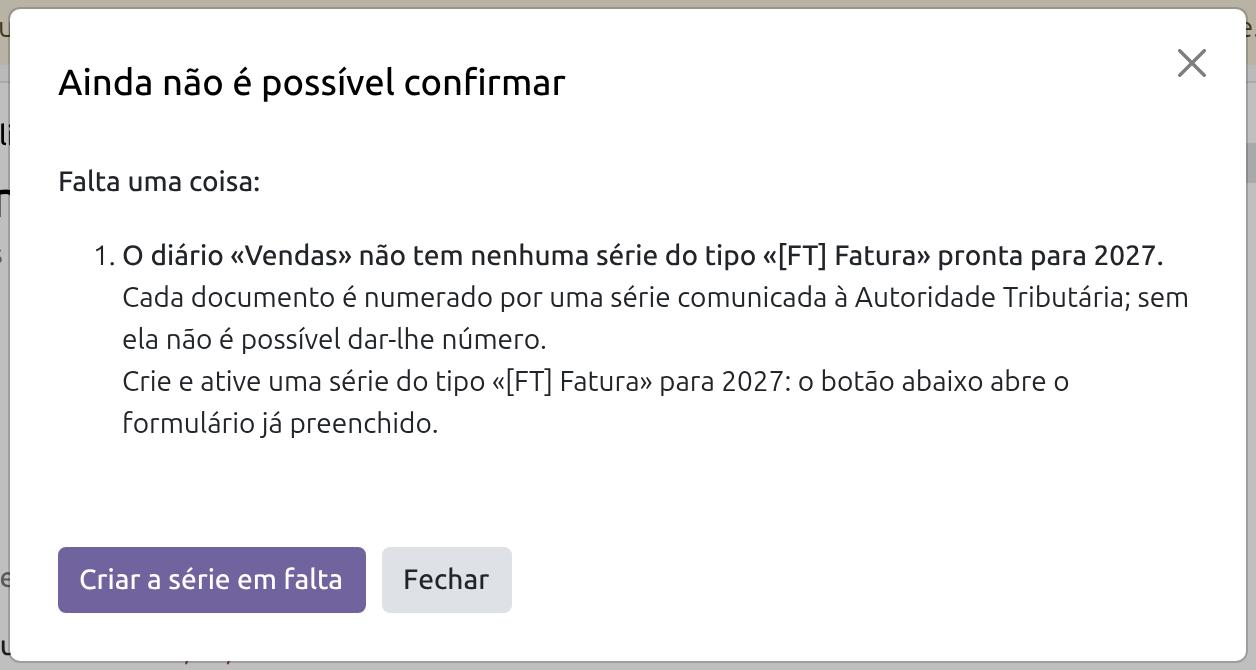 Ainda não é possível confirmar
Falta uma coisa:
1. O diário «Vendas» não tem nenhuma série do tipo «[FT] Fatura» pronta para 2027.
Cada documento é numerado por uma série comunicada à Autoridade Tributária; sem
ela não é possível dar-lhe número.
Crie e ative uma série do tipo «[FT] Fatura» para 2027: o botão abaixo abre o
formulário já preenchido.
Criar a série em falta
Fechar